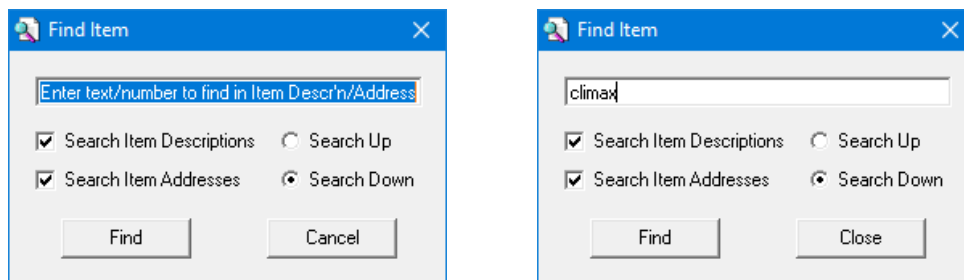 Find Item
Enter text/number to find in Item Descr'n/Address
Search Item Descriptions
Search Up
Search Item Addresses
Search Down
Find
Cancel
Find Item
climax
Search Item Descriptions
Search Up
Search Item Addresses
Search Down
Find
Close